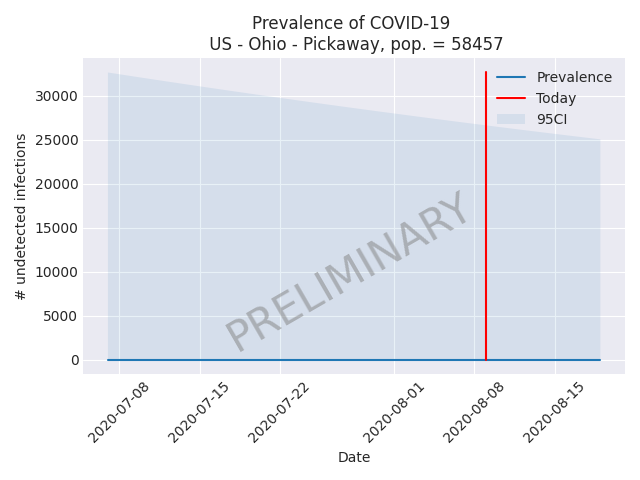 Prevalence of COVID-19
US - Ohio - Pickaway, pop. = 58457
Prevalence
Today
95CI
# undetected infections
30000
25000
20000
15000
10000
5000
0
PRELIMINARY
2020-07-08
2020-07-15
2020-07-22
2020-08-01
2020-08-08
2020-08-15
Date